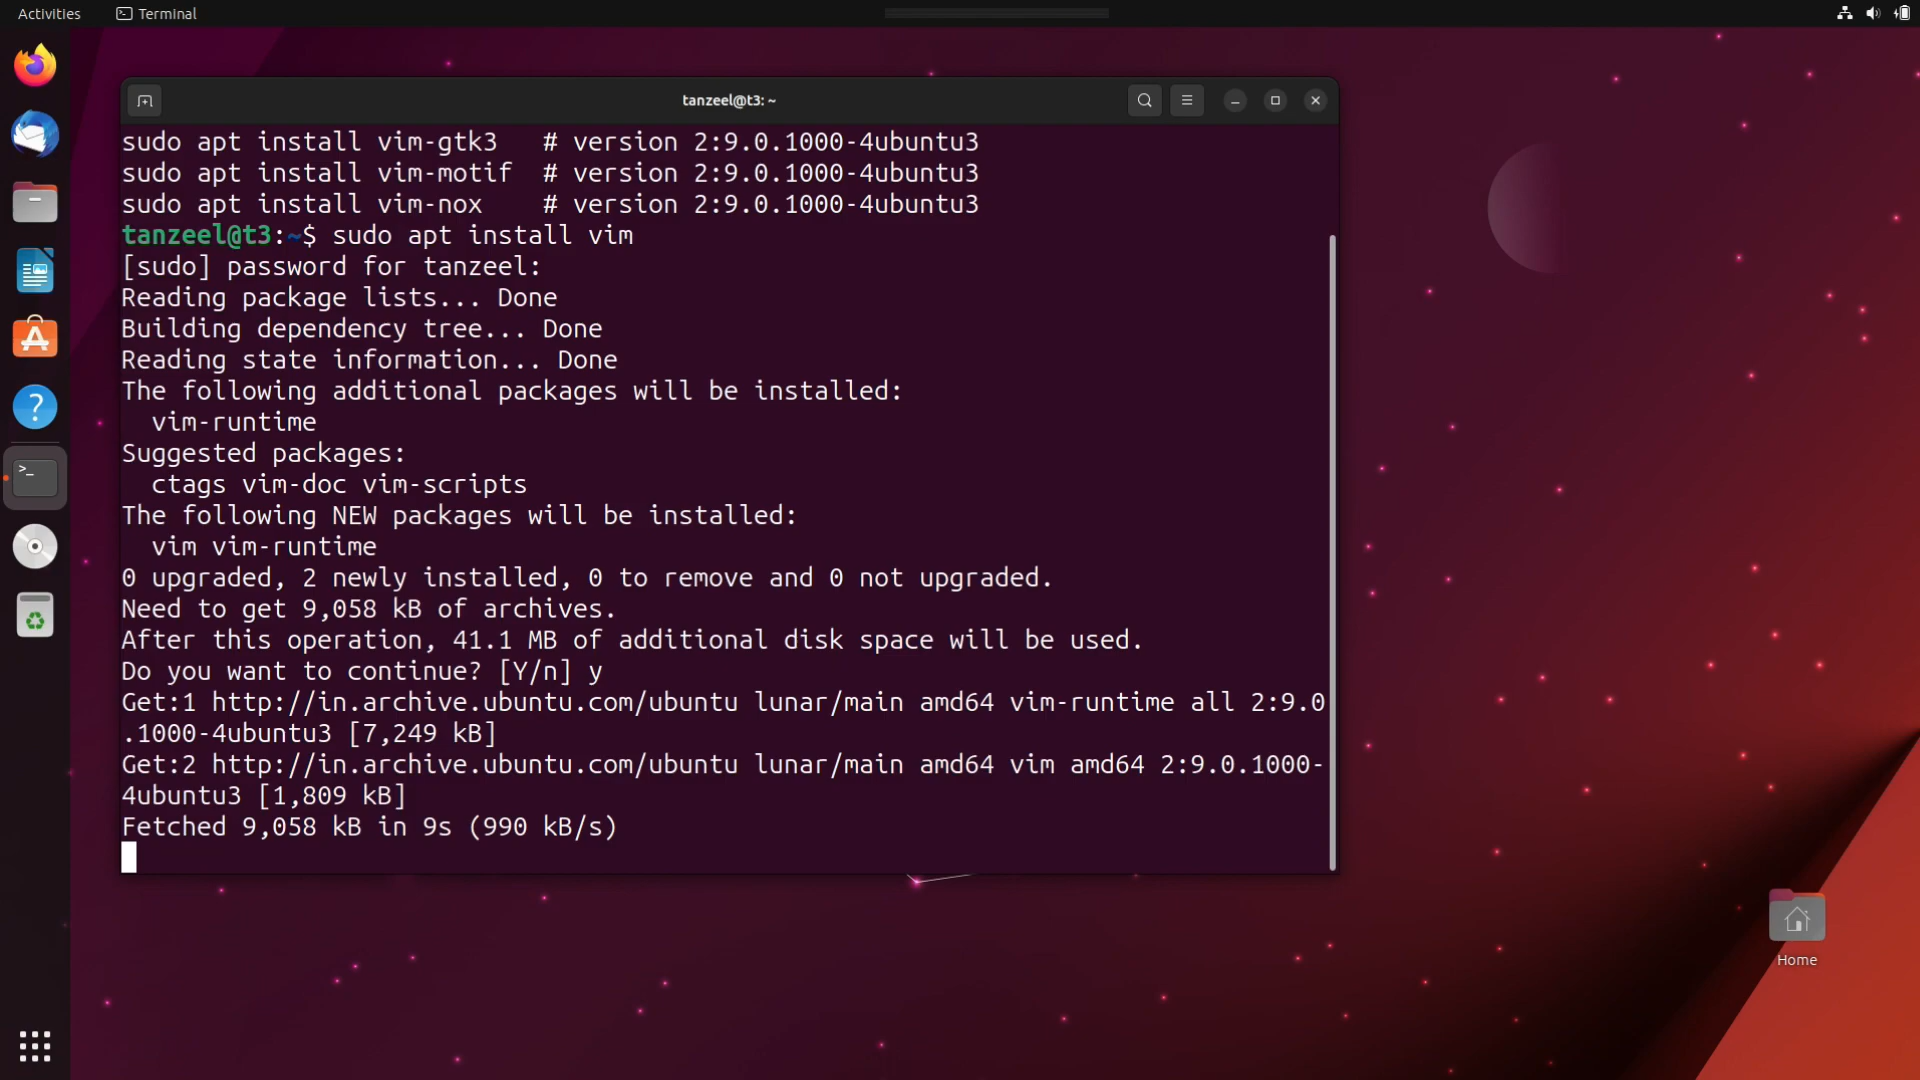 Activities
Terminal
tanzeel@t3: ~
sudo apt install vim-gtk3   # version 2:9.0.1000-4ubuntu3
sudo apt install vim-motif  # version 2:9.0.1000-4ubuntu3
sudo apt install vim-nox    # version 2:9.0.1000-4ubuntu3
tanzeel@t3:~$ sudo apt install vim
[sudo] password for tanzeel:
Reading package lists... Done
Building dependency tree... Done
Reading state information... Done
The following additional packages will be installed:
  vim-runtime
Suggested packages:
  ctags vim-doc vim-scripts
The following NEW packages will be installed:
  vim vim-runtime
0 upgraded, 2 newly installed, 0 to remove and 0 not upgraded.
Need to get 9,058 kB of archives.
After this operation, 41.1 MB of additional disk space will be used.
Do you want to continue? [Y/n] y
Get:1 http://in.archive.ubuntu.com/ubuntu lunar/main amd64 vim-runtime all 2:9.0
.1000-4ubuntu3 [7,249 kB]
Get:2 http://in.archive.ubuntu.com/ubuntu lunar/main amd64 vim amd64 2:9.0.1000-
4ubuntu3 [1,809 kB]
Fetched 9,058 kB in 9s (990 kB/s)
Home